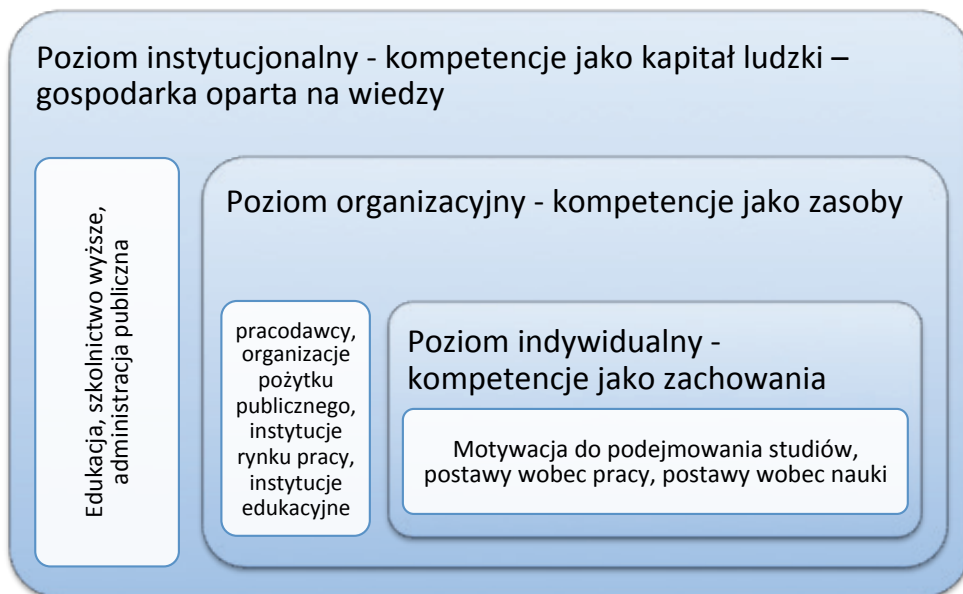 Poziom instytucjonalny - kompetencje jako kapitał ludzki –
gospodarka oparta na wiedzy
Edukacja, szkolnictwo wyższe,
administracja publiczna
Poziom organizacyjny - kompetencje jako zasoby
pracodawcy,
organizacje
pożytku
publicznego,
instytucje
rynku pracy,
instytucje
edukacyjne
Poziom indywidualny -
kompetencje jako zachowania
Motywacja do podejmowania studiów,
postawy wobec pracy, postawy wobec nauki